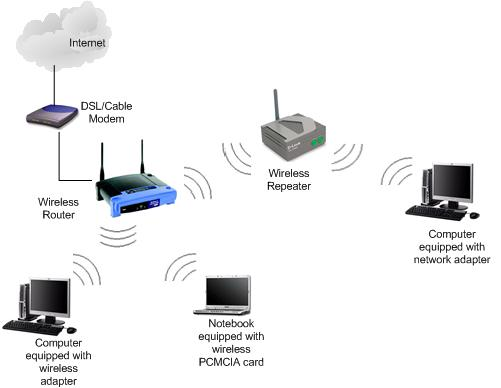 Internet
DSL/Cable
Modem
D-Link
Wireless
Repeater
Wireless
Router
Computer
equipped with
network adapter
Computer
equipped with
wireless
adapter
Notebook
equipped with
wireless
PCMCIA card